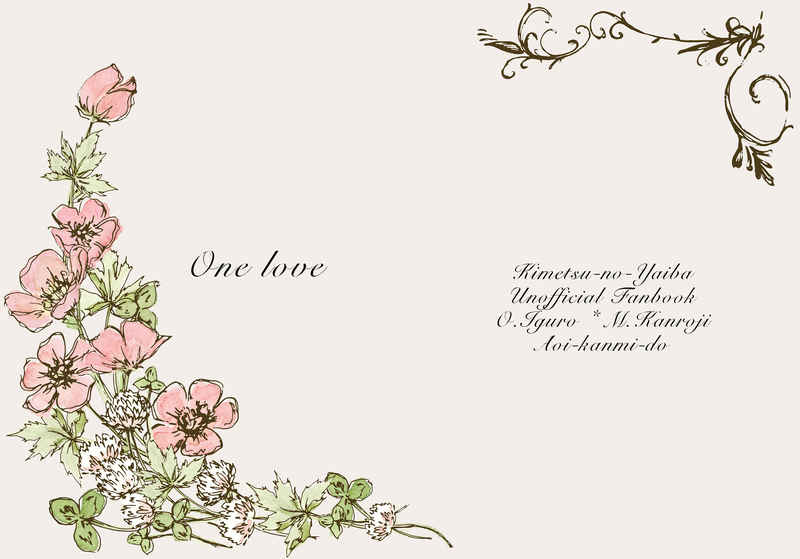 One love
Kimetsu-no-Yaiba
Unofficial Fanbook
O.Iguro * M.Kanroji
Aoi-kanmi-do